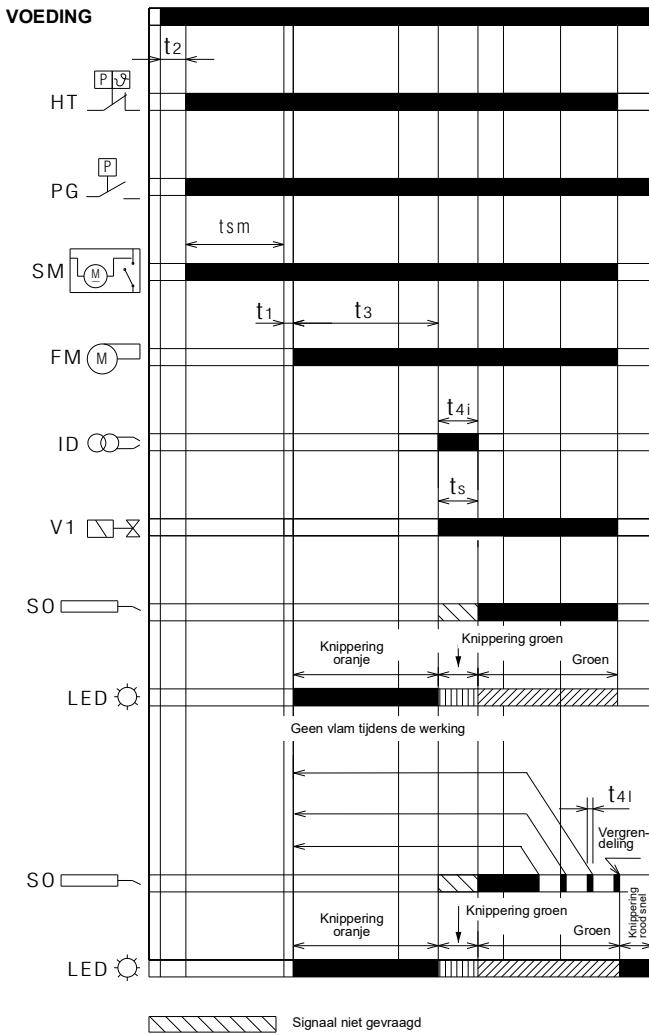 VOEDING
t2
P ϑ
HT
P
PG
tsm
SM
M
t1
t3
FM
M
t4i
ID
ts
V1
SO
Knippering
oranje
Knippering groen
Groen
LED
Geen vlam tijdens de werking
t4l
Vergren-
deling
SO
Knippering
oranje
Knippering groen
Groen
Knippering
rood snel
LED
Signaal niet gevraagd